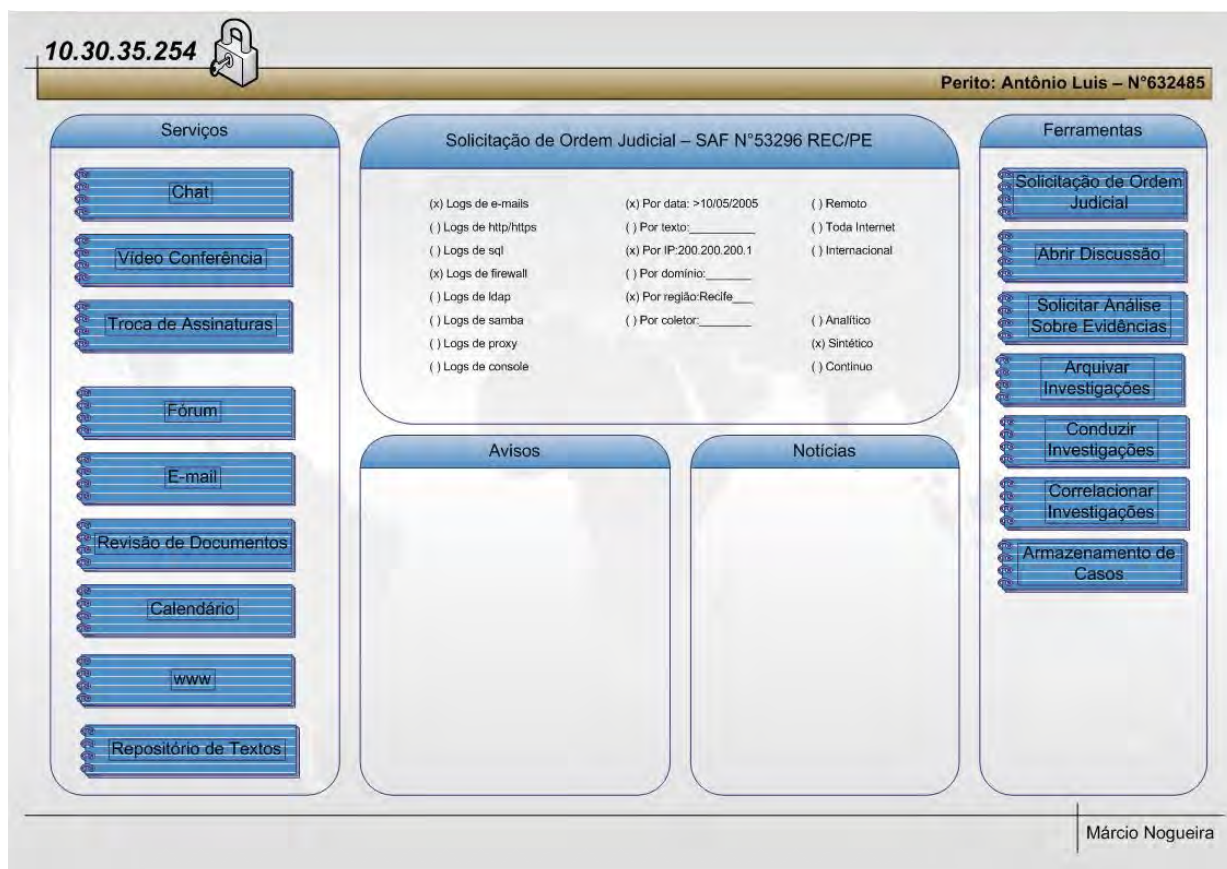 10.30.35.254
Perito: Antônio Luis – N°632485
Serviços
Chat
Vídeo Conferência
Troca de Assinaturas
Fórum
E-mail
Revisão de Documentos
Calendário
www
Repositório de Textos
Solicitação de Ordem Judicial – SAF N°53296 REC/PE
(x) Logs de e-mails
( ) Logs de http/https
( ) Logs de sql
(x) Logs de firewall
( ) Logs de ldap
( ) Logs de samba
( ) Logs de proxy
( ) Logs de console
(x) Por data: >10/05/2005
( ) Por texto:_________
(x) Por IP:200.200.200.1
( ) Por domínio:_______
(x) Por região:Recife___
( ) Por coletor:________
( ) Remoto
( ) Toda Internet
( ) Internacional
( ) Analítico
(x) Sintético
( ) Contínuo
Avisos
Notícias
Ferramentas
Solicitação de Ordem
Judicial
Abrir Discussão
Solicitar Análise
Sobre Evidências
Arquivar
Investigações
Conduzir
Investigações
Correlacionar
Investigações
Armazenamento de
Casos
Márcio Nogueira